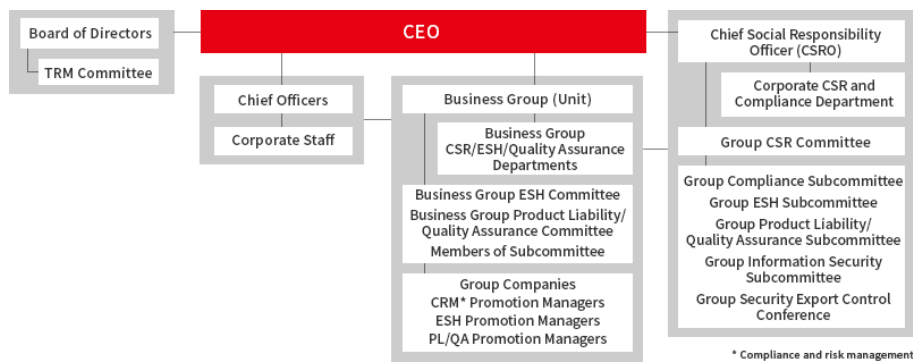 Board of Directors
TRM Committee
CEO
Chief Officers
Corporate Staff
Business Group (Unit)
Business Group
CSR/ESH/Quality Assurance
Departments
Business Group ESH Committee
Business Group Product Liability/
Quality Assurance Committee
Members of Subcommittee
Group Companies
CRM* Promotion Managers
ESH Promotion Managers
PL/QA Promotion Managers
Chief Social Responsibility
Officer (CSRO)
Corporate CSR and
Compliance Department
Group CSR Committee
Group Compliance Subcommittee
Group ESH Subcommittee
Group Product Liability/
Quality Assurance Subcommittee
Group Information Security
Subcommittee
Group Security Export Control
Conference
* Compliance and risk management